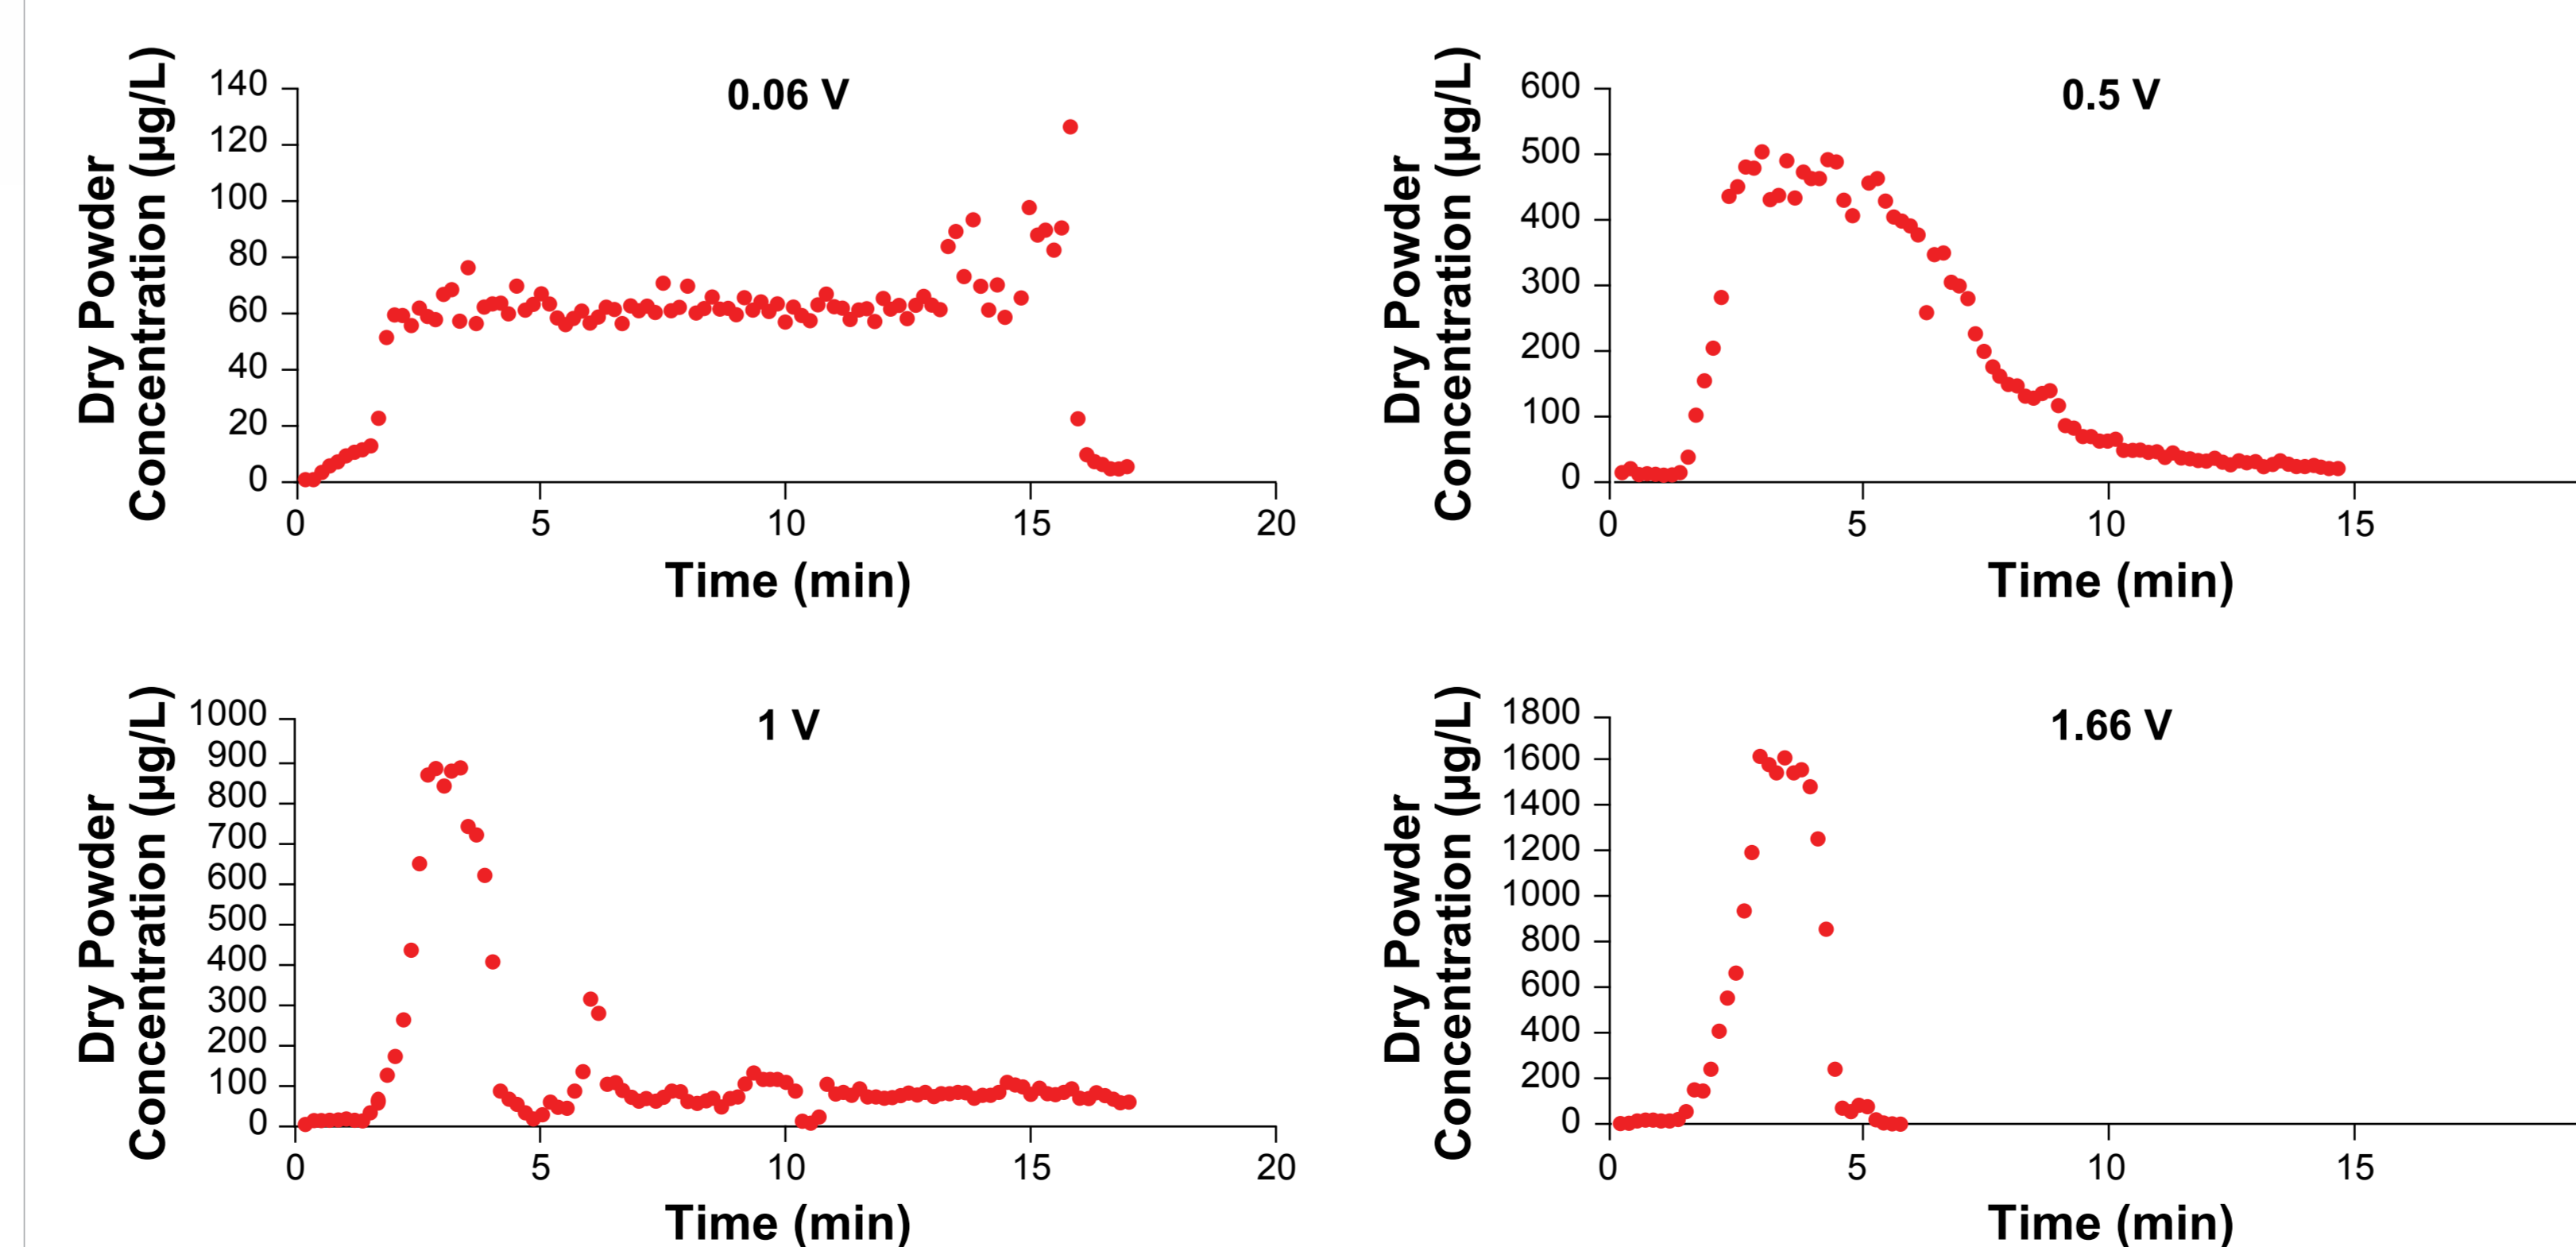 0.06 V
Dry Powder
Concentration (µg/L)
140
120
100
80
60
40
20
0
0 5 10 15 20
Time (min)
0.5 V
Dry Powder
Concentration (µg/L)
600
500
400
300
200
100
0
0 5 10 15
Time (min)
1 V
Dry Powder
Concentration (µg/L)
1000
900
800
700
600
500
400
300
200
100
0
0 5 10 15 20
Time (min)
1.66 V
Dry Powder
Concentration (µg/L)
1800
1600
1400
1200
1000
800
600
400
200
0
0 5 10 15
Time (min)